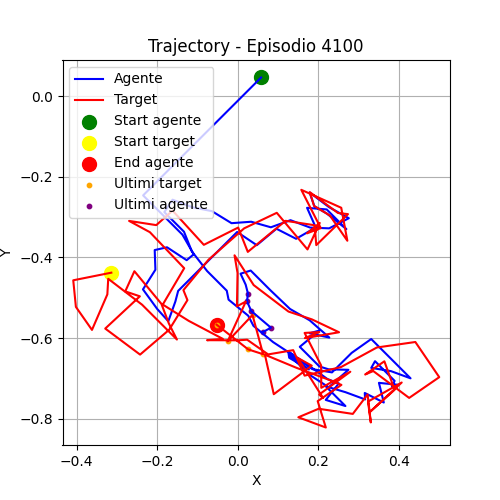 Trajectory - Episodio 4100
Agente
Target
Start agente
Start target
End agente
Ultimi target
Ultimi agente
0.0
−0.2
−0.4
−0.6
−0.8
Y
−0.4
−0.2
0.0
0.2
0.4
X